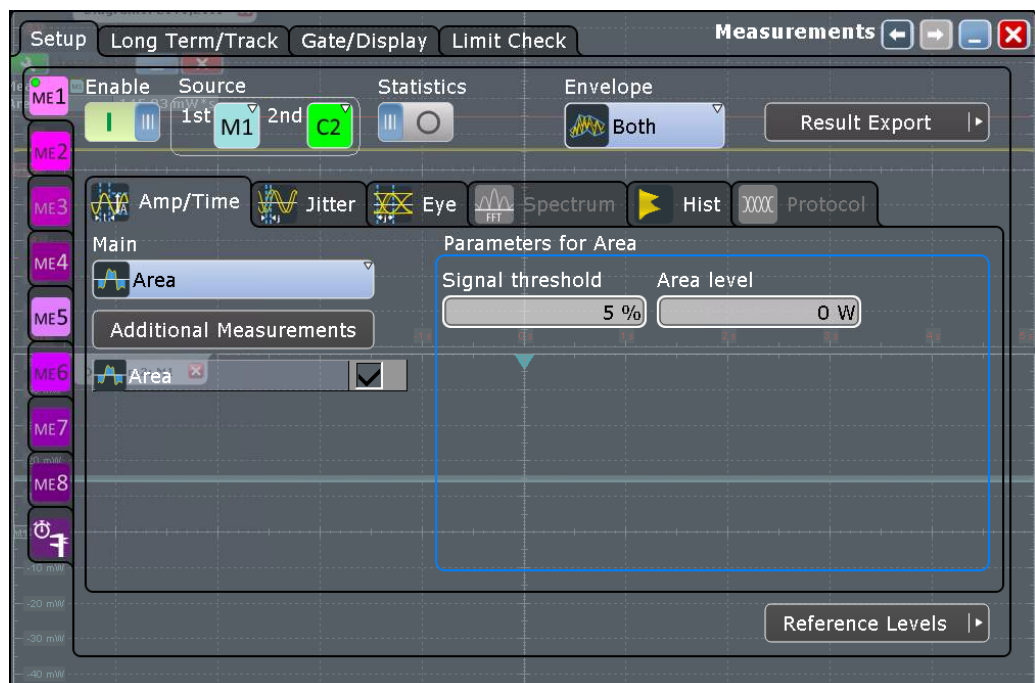 Setup Long Term/Track Gate/Display Limit Check Measurements
ME1 Enable Source Statistics Envelope
1st M1 2nd C2 Both Result Export
ME2
ME3 Amp/Time Jitter Eye FFT Spectrum Hist Protocol
Main Parameters for Area
ME4
Area Signal threshold Area level
5 % 0 W
ME5 Additional Measurements
ME6 Area
ME7
ME8
-10 mW
-20 mW
Reference Levels
-30 mW
-40 mW